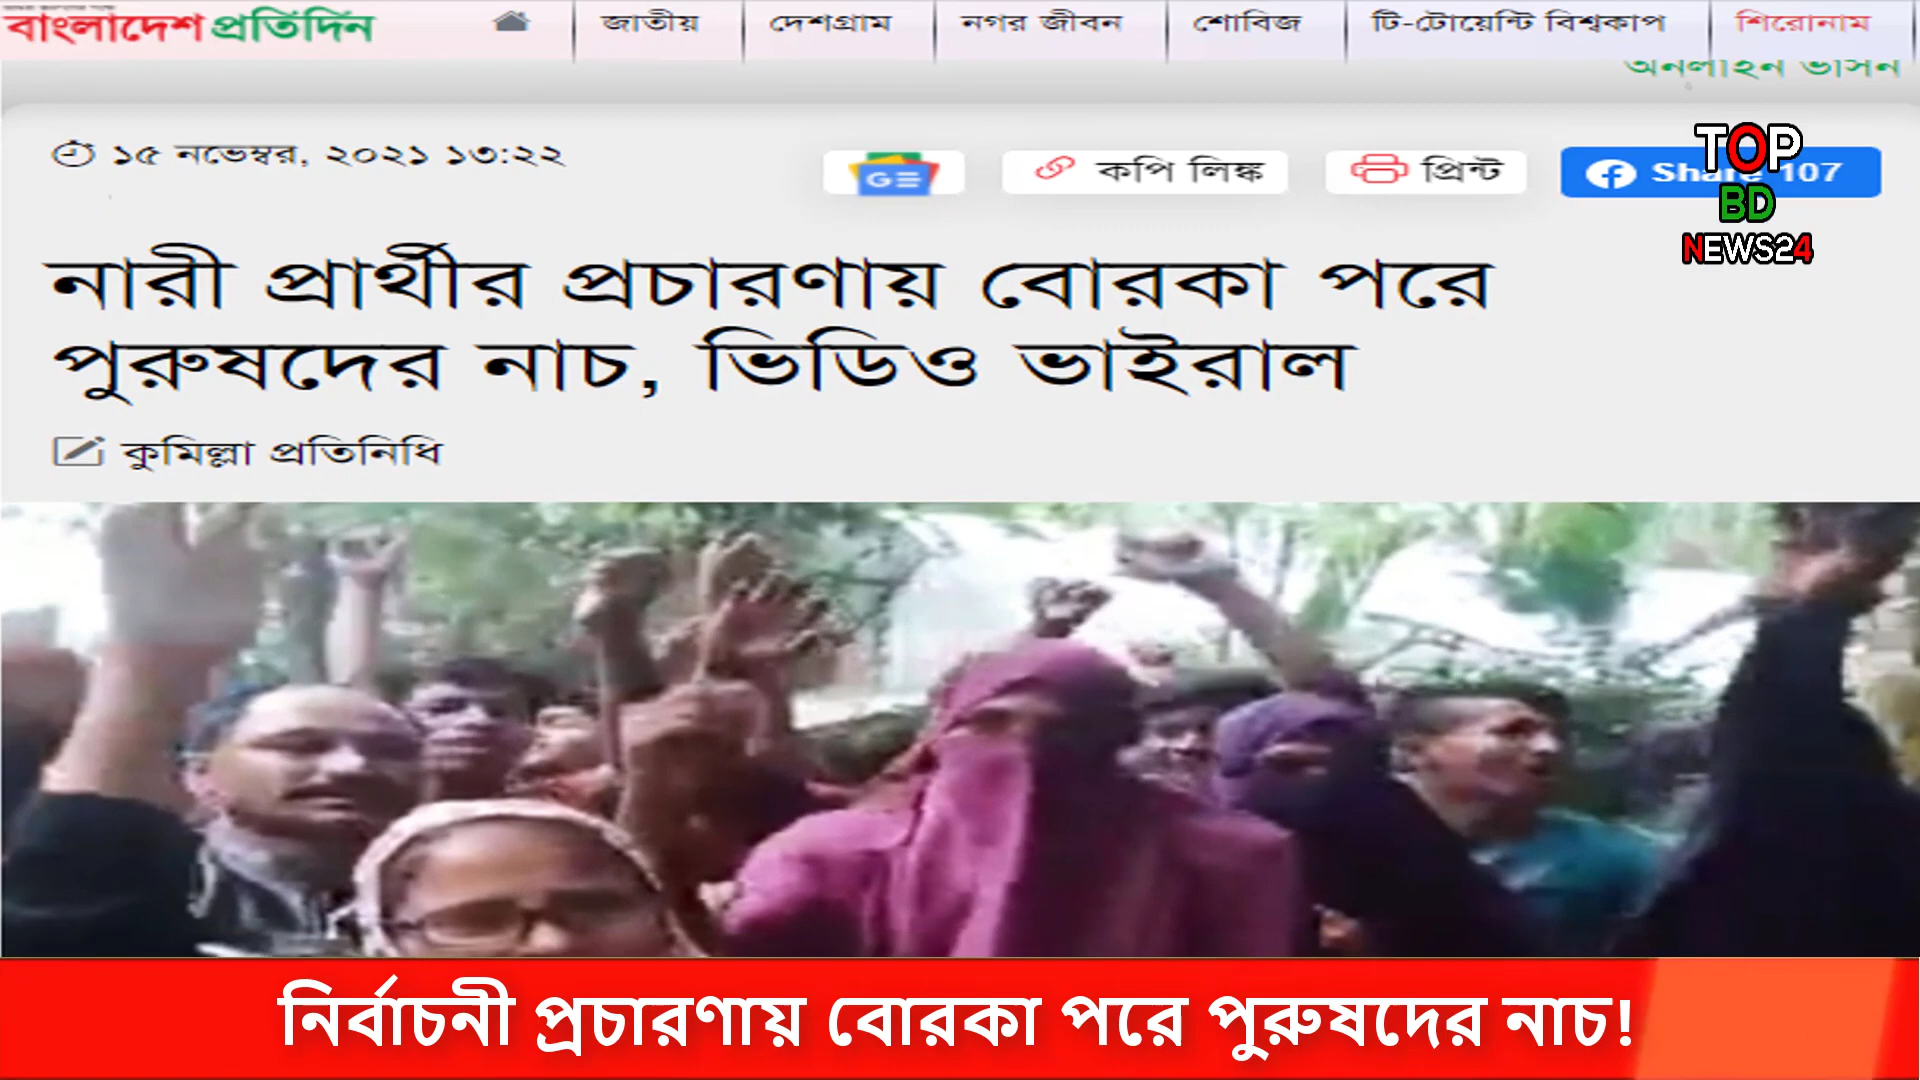 বাংলাদেশ প্রতিদিন
জাতীয়
দেশগ্রাম
নগর জীবন
শোবিজ
টি-টোয়েন্টি বিশ্বকাপ
শিরোনাম
অনলাইন ভার্সন
১৫ নভেম্বর, ২০২১ ১৩:২২
কপি লিঙ্ক
প্রিন্ট
Share 107
TOP
BD
NEWS24
নারী প্রার্থীর প্রচারণায় বোরকা পরে
পুরুষদের নাচ, ভিডিও ভাইরাল
কুমিল্লা প্রতিনিধি
নির্বাচনী প্রচারণায় বোরকা পরে পুরুষদের নাচ!